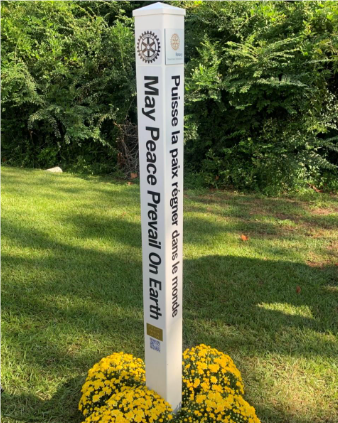 May Peace Prevail On Earth
Puisse la paix régner dans le monde